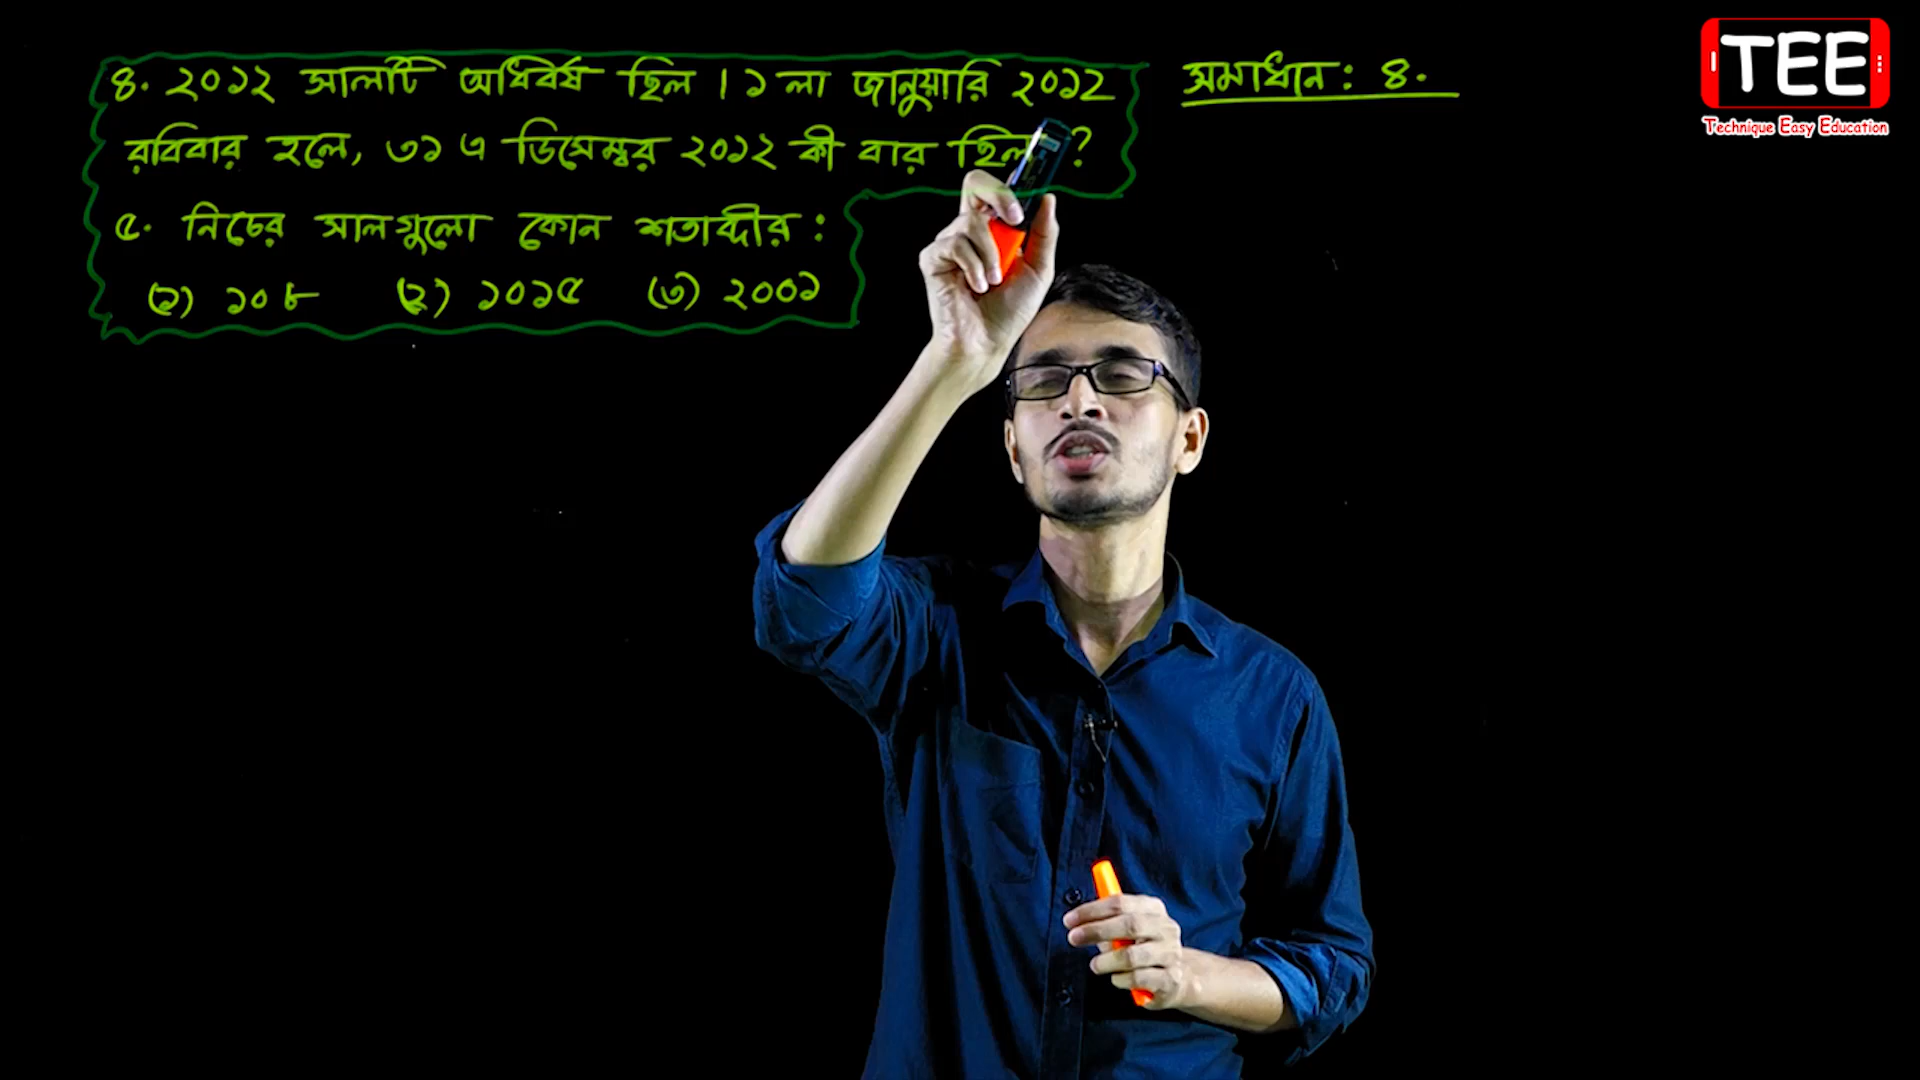 ৪. ২০১২ সালটি অধিবর্ষ ছিল। ১লা জানুয়ারি ২০১২
রবিবার হলে, ৩১ এ ডিসেম্বর ২০১২ কী বার ছিল ?
৫. নিচের সালগুলো কোন শতাব্দীর :
(১) ১০৮ (২) ১০১৫ (৩) ২০০১
সমাধান : ৪.
TEE
Technique Easy Education